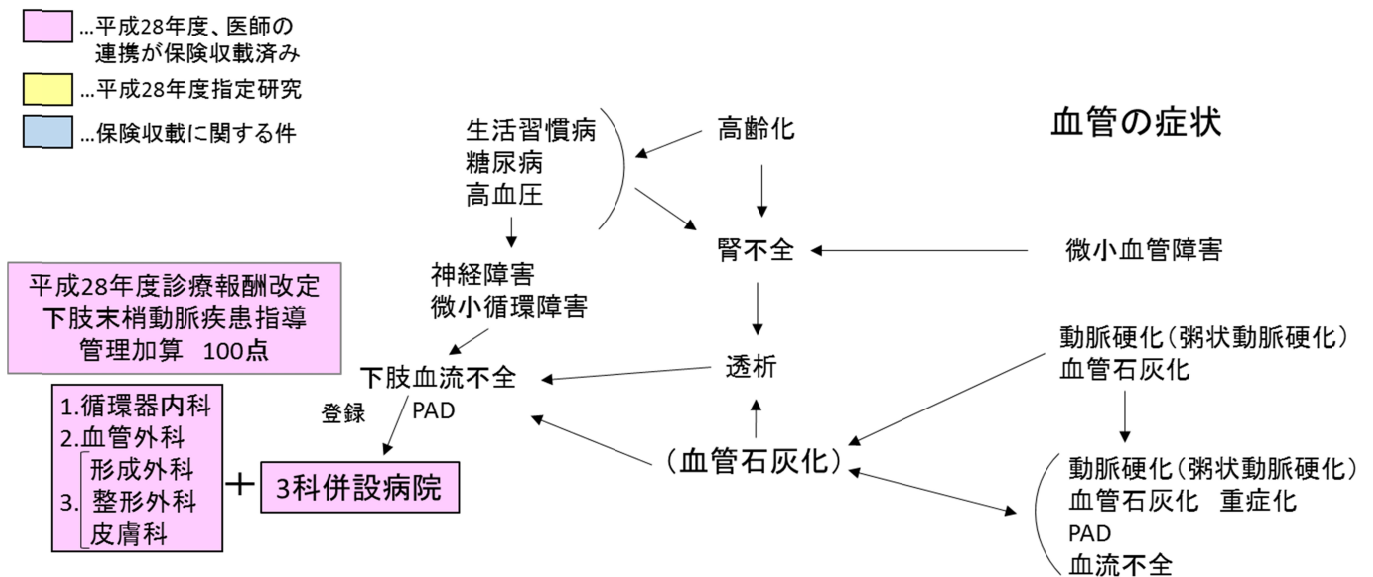 …平成28年度、医師の
連携が保険収載済み
…平成28年度指定研究
…保険収載に関する件
血管の症状
生活習慣病
糖尿病
高血圧
高齢化
腎不全
微小血管障害
神経障害
微小循環障害
平成28年度診療報酬改定
下肢末梢動脈疾患指導
管理加算 100点
動脈硬化(粥状動脈硬化)
血管石灰化
透析
下肢血流不全
登録
PAD
1.循環器内科
2.血管外科
形成外科
3. 整形外科
皮膚科
+
3科併設病院
(血管石灰化)
動脈硬化(粥状動脈硬化)
血管石灰化 重症化
PAD
血流不全